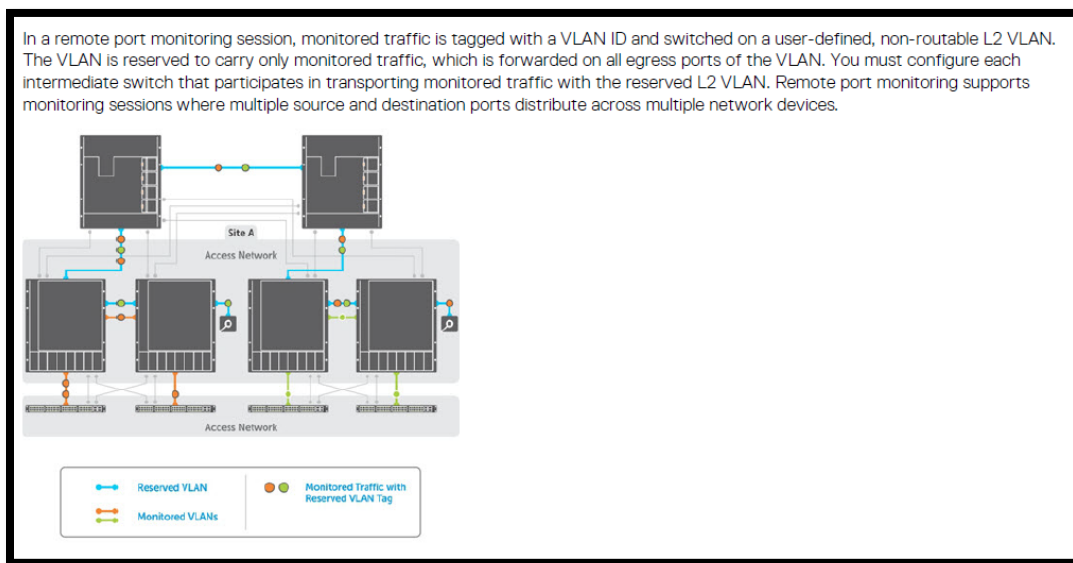 In a remote port monitoring session, monitored traffic is tagged with a VLAN ID and switched on a user-defined, non-routable L2 VLAN.
The VLAN is reserved to carry only monitored traffic, which is forwarded on all egress ports of the VLAN. You must configure each
intermediate switch that participates in transporting monitored traffic with the reserved L2 VLAN. Remote port monitoring supports
monitoring sessions where multiple source and destination ports distribute across multiple network devices.
Site A
Access Network
Access Network
Reserved VLAN
Monitored VLANs
Monitored Traffic with
Reserved VLAN Tag